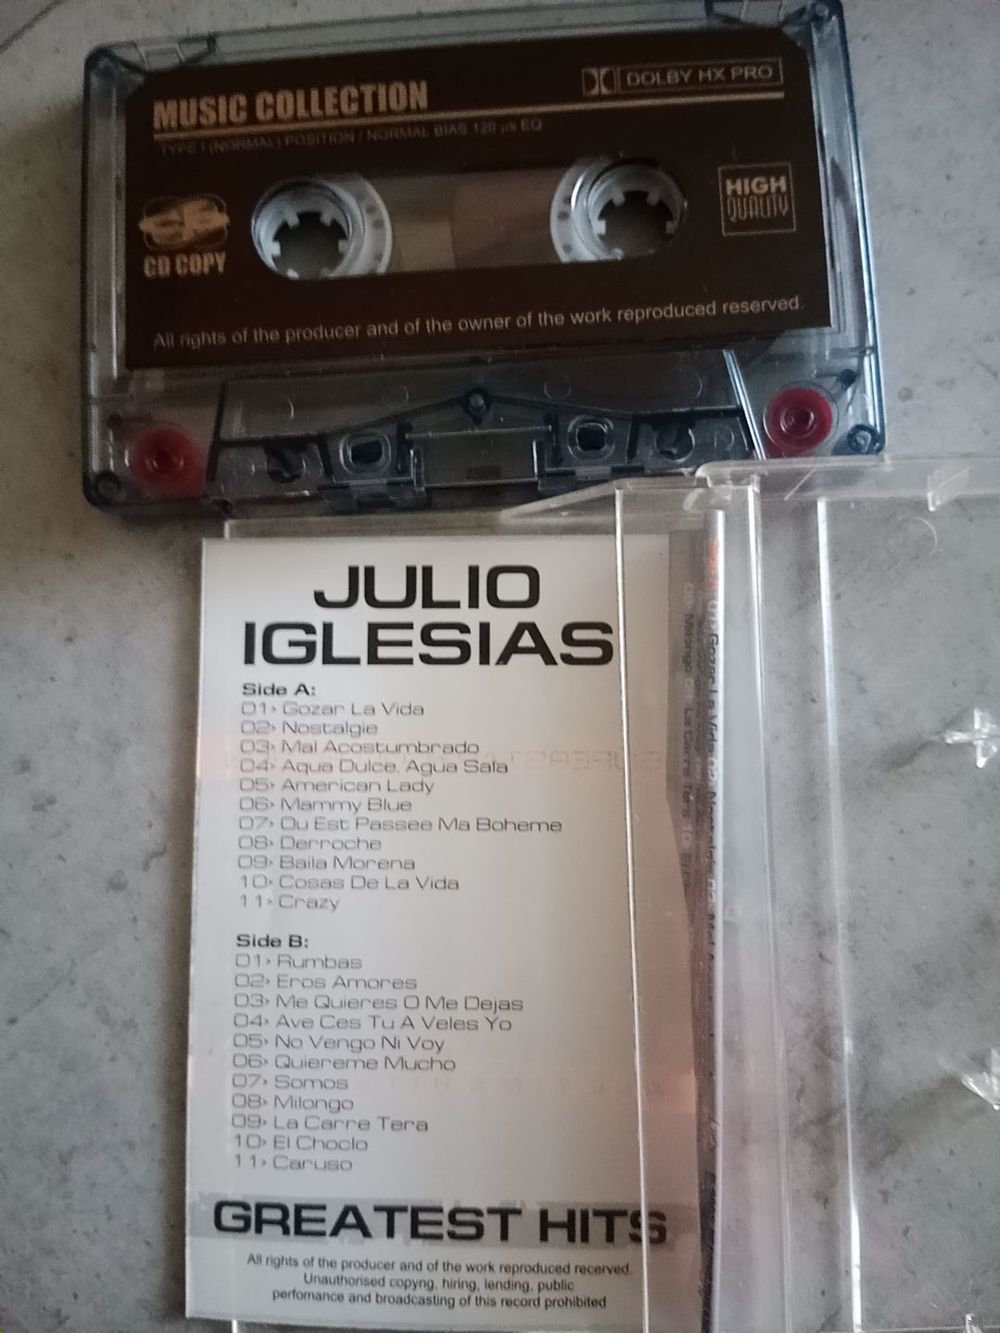 MUSIC COLLECTION
DOLBY HX PRO
TYPE I (NORMAL) POSITION / NORMAL BIAS 120 µs EQ
HIGH
QUALITY
CD COPY
All rights of the producer and of the owner of the work reproduced reserved.
JULIO
IGLESIAS
Side A:
01> Gozar La Vida
02> Nostalgie
03> Mal Acostumbrado
04> Aqua Dulce, Agua Sala
05> American Lady
06> Mammy Blue
07> Ou Est Passee Ma Boheme
08> Derroche
09> Baila Morena
10> Cosas De La Vida
11> Crazy
Side B:
01> Rumbas
02> Eros Amores
03> Me Quieres O Me Dejas
04> Ave Ces Tu A Veles Yo
05> No Vengo Ni Voy
06> Quiereme Mucho
07> Somos
08> Milongo
09> La Carre Tera
10> El Choclo
11> Caruso
GREATEST HITS
All rights of the producer and of the work reproduced recerved.
Unauthorised copyng, hiring, lending, public
perfomance and broadcasting of this record prohibited